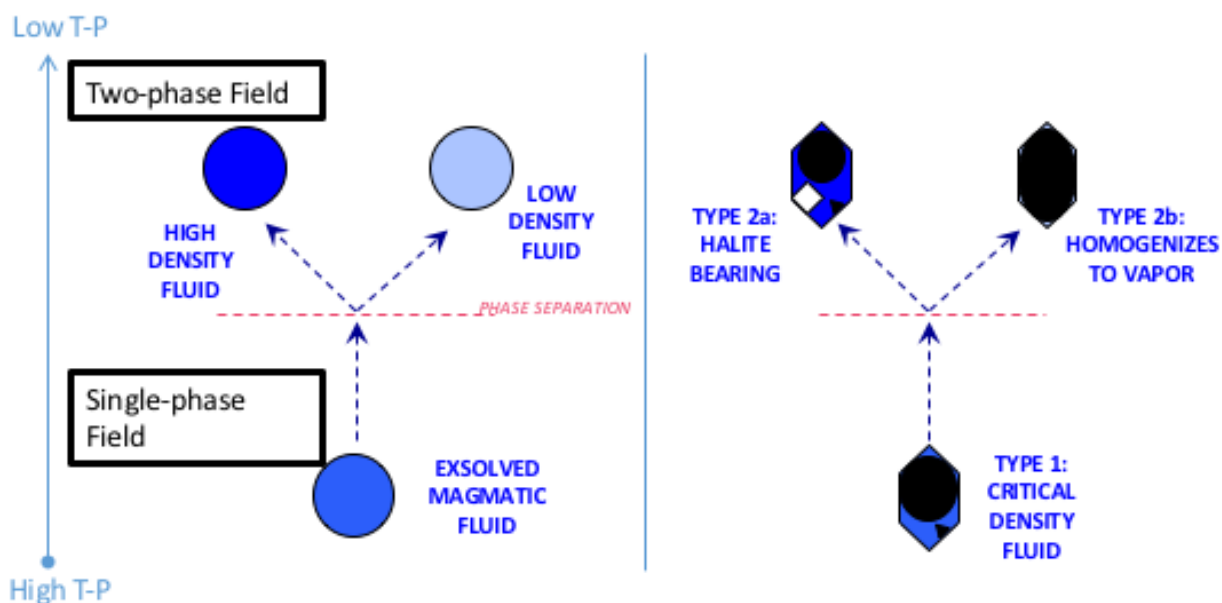 Low T-P
Two-phase Field
HIGH
DENSITY
FLUID
LOW
DENSITY
FLUID
PHASE SEPARATION
Single-phase
Field
EXSOLVED
MAGMATIC
FLUID
High T-P
TYPE 2a:
HALITE
BEARING
TYPE 2b:
HOMOGENIZES
TO VAPOR
TYPE 1:
CRITICAL
DENSITY
FLUID